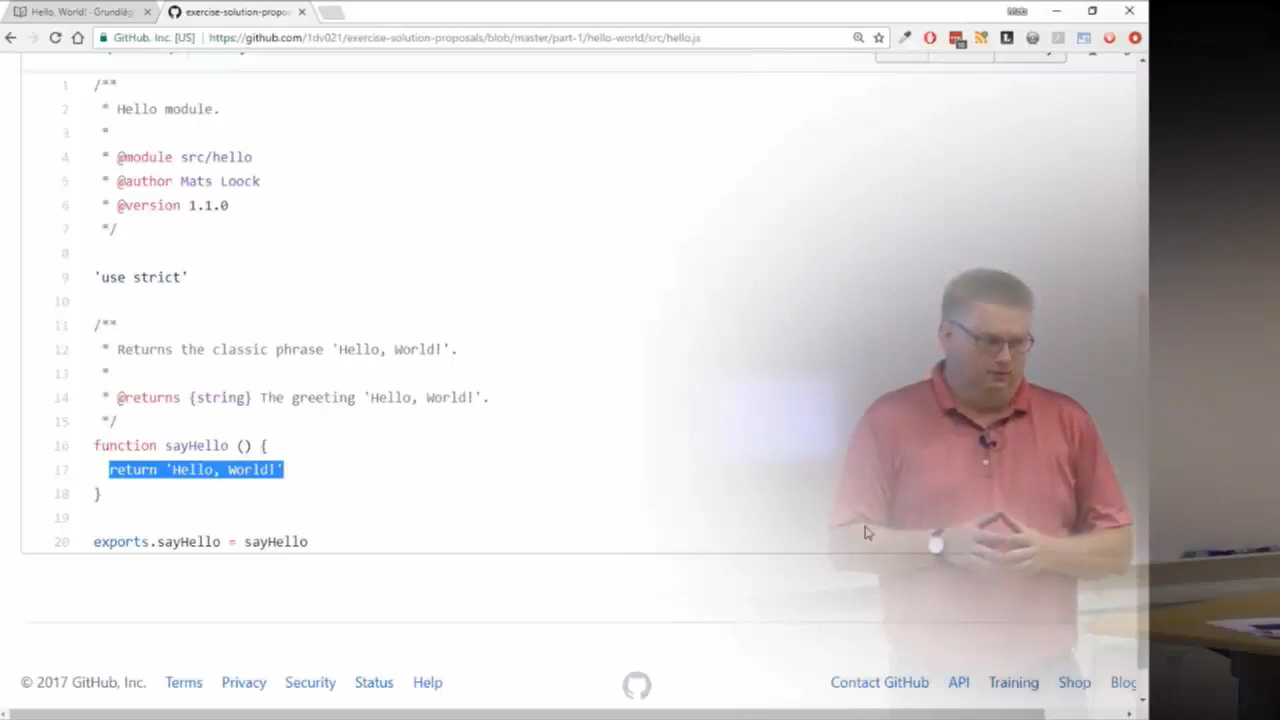 Hello, World! - Grundläg
exercise-solution-propo
Mats
GitHub, Inc. [US]
https://github.com/1dv021/exercise-solution-proposals/blob/master/part-1/hello-world/src/hello.js
1 /**
2 * Hello module.
3 *
4 * @module src/hello
5 * @author Mats Loock
6 * @version 1.1.0
7 */
8
9 'use strict'
10
11 /**
12 * Returns the classic phrase 'Hello, World!'.
13 *
14 * @returns {string} The greeting 'Hello, World!'.
15 */
16 function sayHello () {
17 return 'Hello, World!'
18 }
19
20 exports.sayHello = sayHello
© 2017 GitHub, Inc. Terms Privacy Security Status Help Contact GitHub API Training Shop Blog